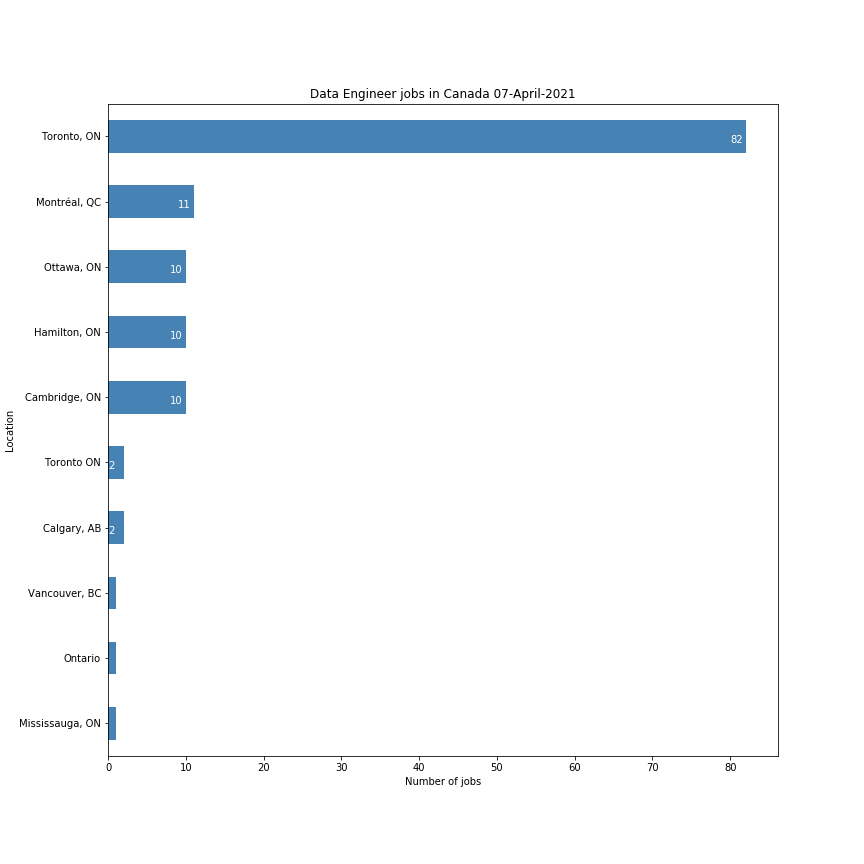 Data Engineer jobs in Canada 07-April-2021
Toronto, ON
82
Montréal, QC
11
Ottawa, ON
10
Hamilton, ON
10
Cambridge, ON
10
Location
Toronto ON
2
Calgary, AB
2
Vancouver, BC
Ontario
Mississauga, ON
0 10 20 30 40 50 60 70 80
Number of jobs